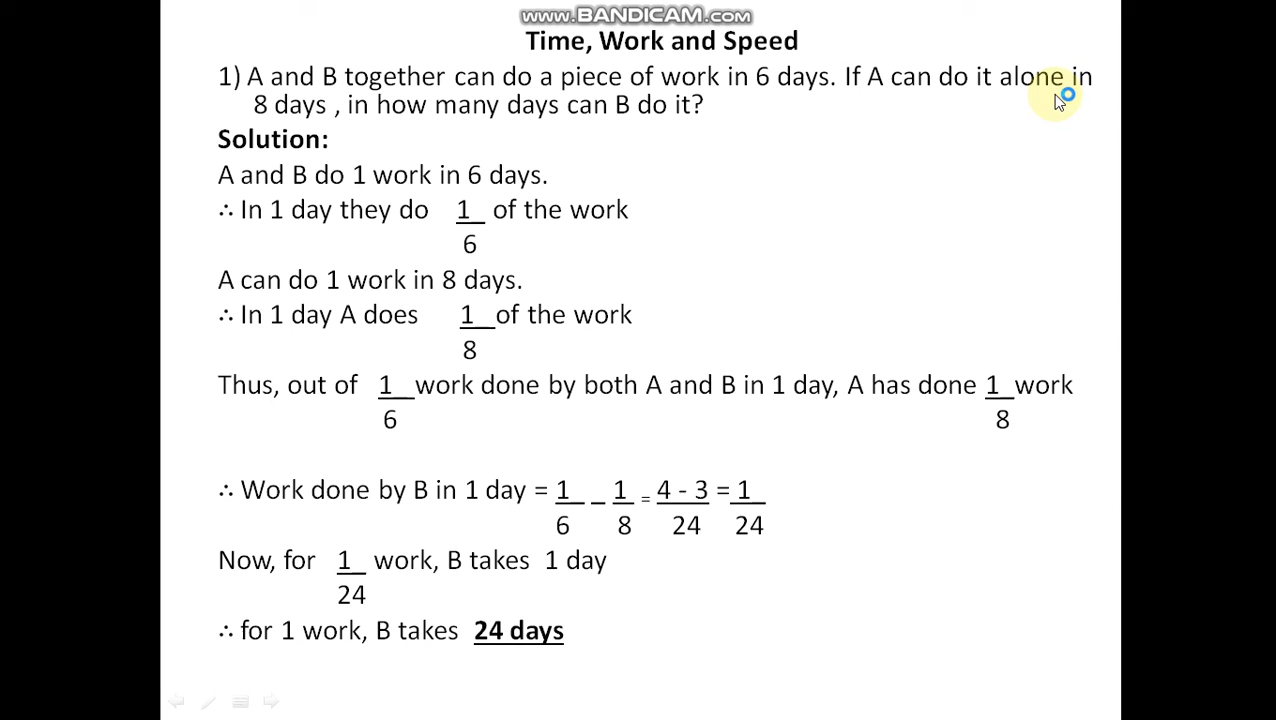 www.BANDICAM.com
Time, Work and Speed
1) A and B together can do a piece of work in 6 days. If A can do it alone in
8 days , in how many days can B do it?
Solution:
A and B do 1 work in 6 days.
∴ In 1 day they do 1 of the work
6
A can do 1 work in 8 days.
∴ In 1 day A does 1 of the work
8
Thus, out of 1 work done by both A and B in 1 day, A has done 1 work
6 8
∴ Work done by B in 1 day = 1 _ 1 = 4 - 3 = 1
6 8 24 24
Now, for 1 work, B takes 1 day
24
∴ for 1 work, B takes 24 days